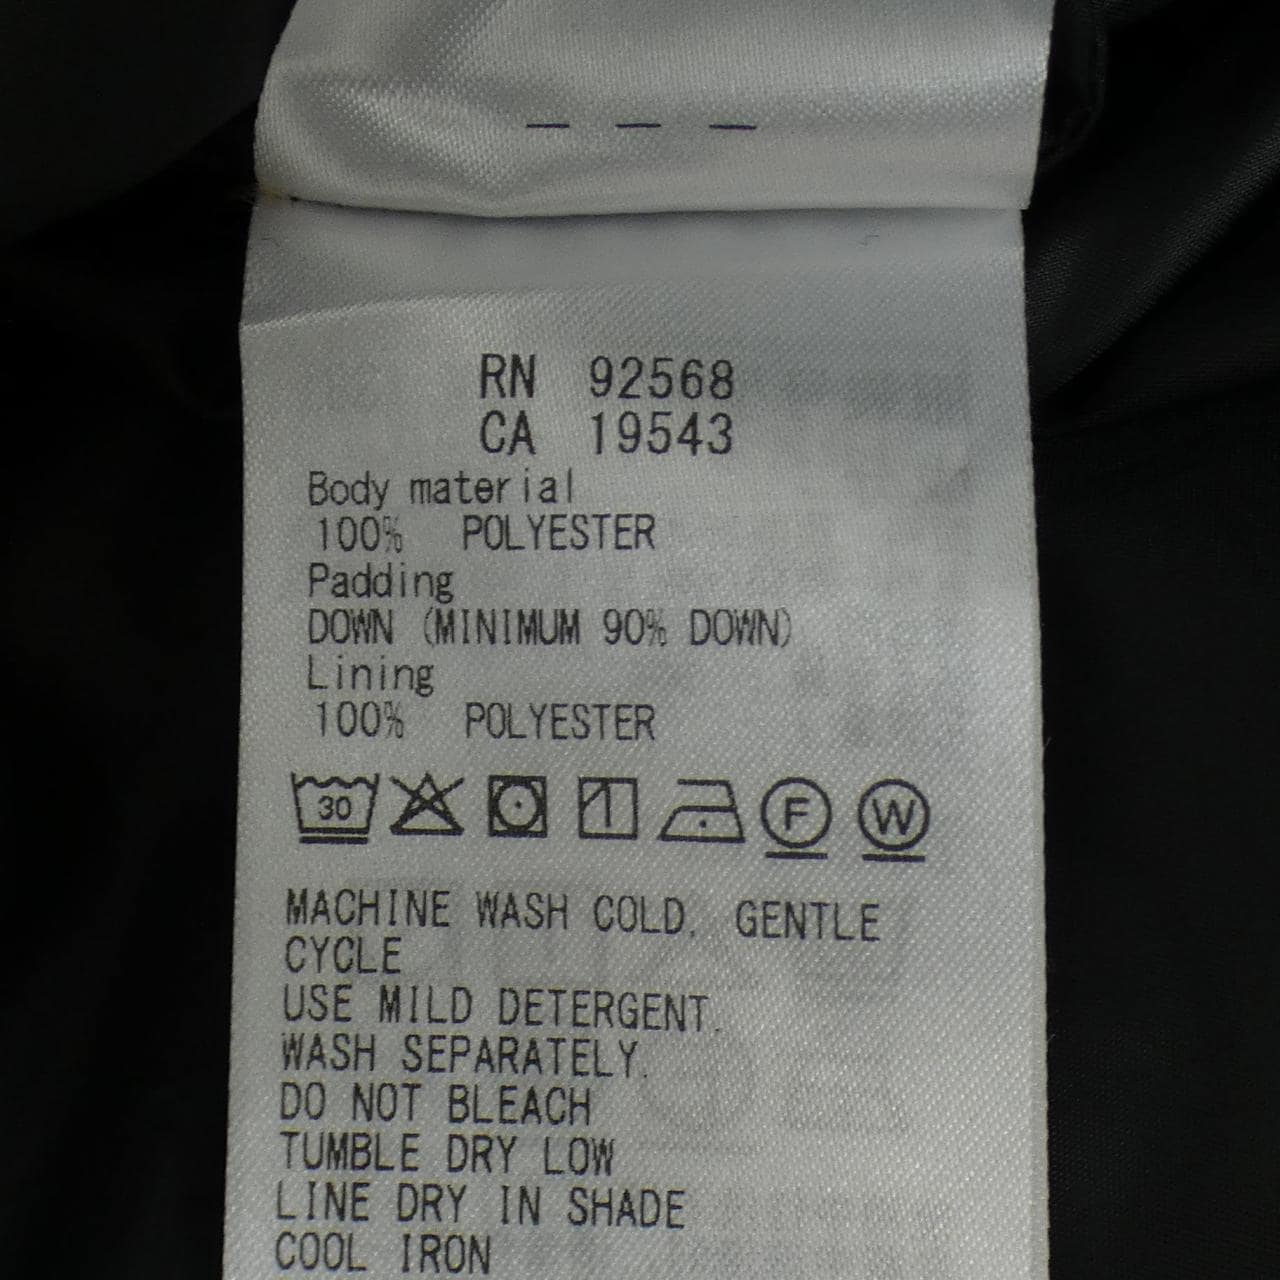 RN 92568
CA 19543
Body material
100% POLYESTER
Padding
DOWN (MINIMUM 90% DOWN)
Lining
100% POLYESTER
30 F W
MACHINE WASH COLD, GENTLE
CYCLE
USE MILD DETERGENT.
WASH SEPARATELY.
DO NOT BLEACH
TUMBLE DRY LOW
LINE DRY IN SHADE
COOL IRON